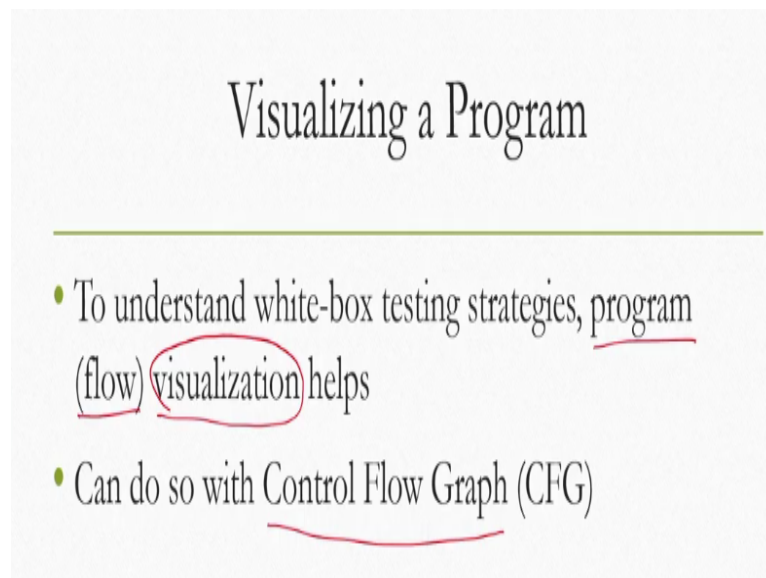 Visualizing a Program
• To understand white-box testing strategies, program
(flow) visualization helps
• Can do so with Control Flow Graph (CFG)